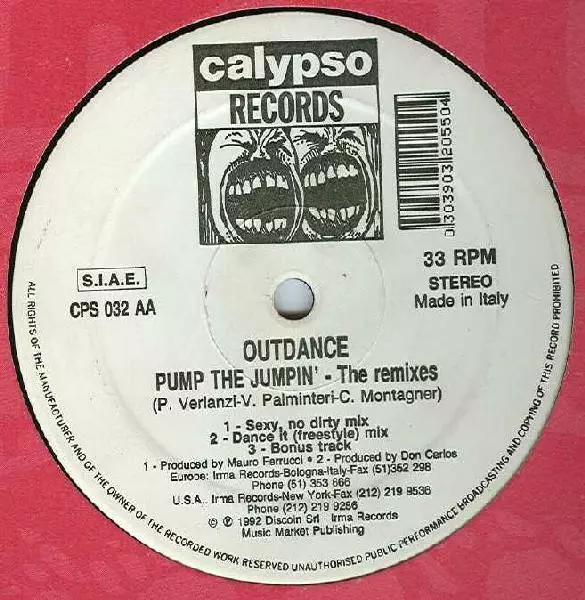 calypso
RECORDS
0 303903 205504
33 RPM
STEREO
Made in Italy
S.I.A.E.
CPS 032 AA
OUTDANCE
PUMP THE JUMPIN' - The remixes
(P. Verlanzi-V. Palminteri-C. Montagner)
1 - Sexy, no dirty mix
2 - Dance it (freestyle) mix
3 - Bonus track
1 - Produced by Mauro Ferrucci • 2 - Produced by Don Carlos
Europe: Irma Records-Bologna-Italy-Fax (51)352 298
Phone (51) 353 666
U.S.A.. Irma Records-New York-Fax (212) 219 9536
Phone (212) 219 9256
© ℗ 1992 Discoin Srl Irma Records
Music Market Publishing
ALL RIGHTS OF THE MANUFACTURER AND OF THE OWNER OF THE RECORDED WORK RESERVED UNAUTHORISED PUBLIC PERFORMANCE BROADCASTING AND COPYING OF THIS RECORD PROHIBITED